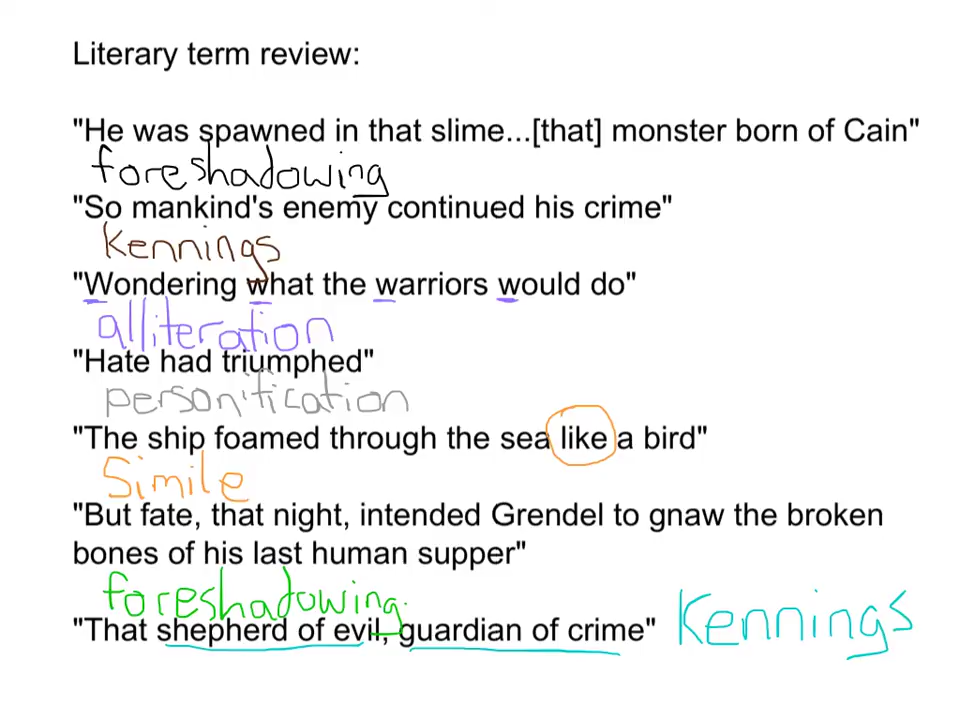 Literary term review:
"He was spawned in that slime...[that] monster born of Cain"
foreshadowing
"So mankind's enemy continued his crime"
Kennings
"Wondering what the warriors would do"
alliteration
"Hate had triumphed"
personification
"The ship foamed through the sea like a bird"
Simile
"But fate, that night, intended Grendel to gnaw the broken
bones of his last human supper"
foreshadowing
"That shepherd of evil, guardian of crime" Kennings